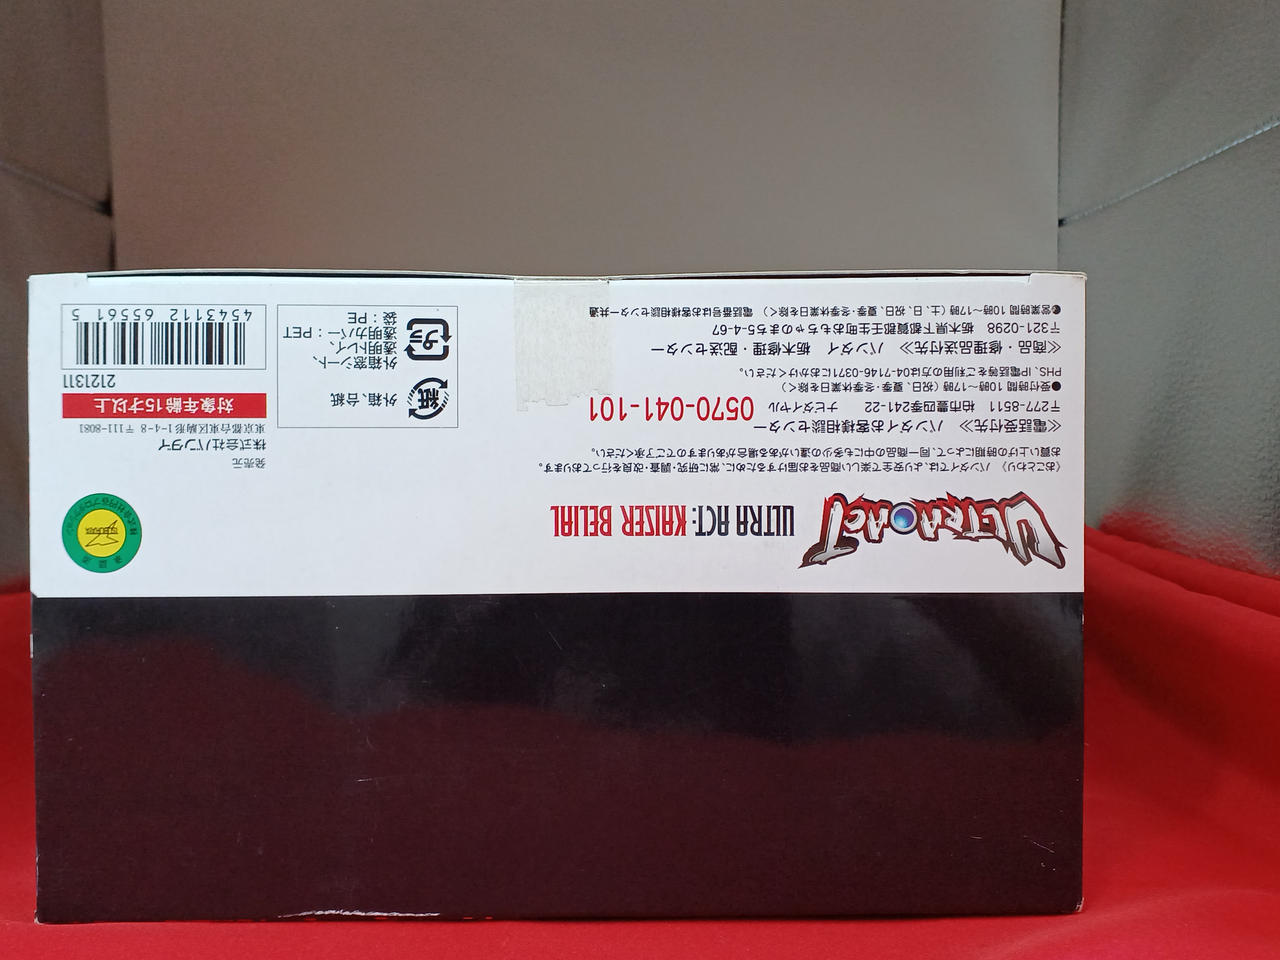 ULTRA-ACT
ULTRA ACT: KAISER BELIAL
《おことわり》 バンダイでは、より安全で楽しい商品をお届けするために、常に研究・調査・改良を行っております。
お買い上げの時期によって、同一商品の中にも多少の違いがある場合がありますのでご了承ください。
《電話受付先》 バンダイお客様相談センター
〒277-8511 柏市豊四季241-22 ナビダイヤル 0570-041-101
●受付時間 10時〜17時（祝日、夏季・冬季休業日を除く）
PHS、IP電話等をご利用の方は04-7146-0371におかけください。
《商品・修理品送付先》 バンダイ 栃木修理・配送センター
〒321-0298 栃木県下都賀郡壬生町おもちゃのまち5-4-67
●営業時間 10時〜17時（土、日、祝日、夏季・冬季休業日を除く） 電話番号はお客様相談センター共通
発売元
株式会社バンダイ
東京都台東区駒形1-4-8 〒111-8081
対象年齢15才以上
2121311
4 543112 655615
紙
外箱、台紙
プラ
外箱窓シート、
透明トレイ、
透明カバー：PET
袋：PE
株式会社円谷プロダクション